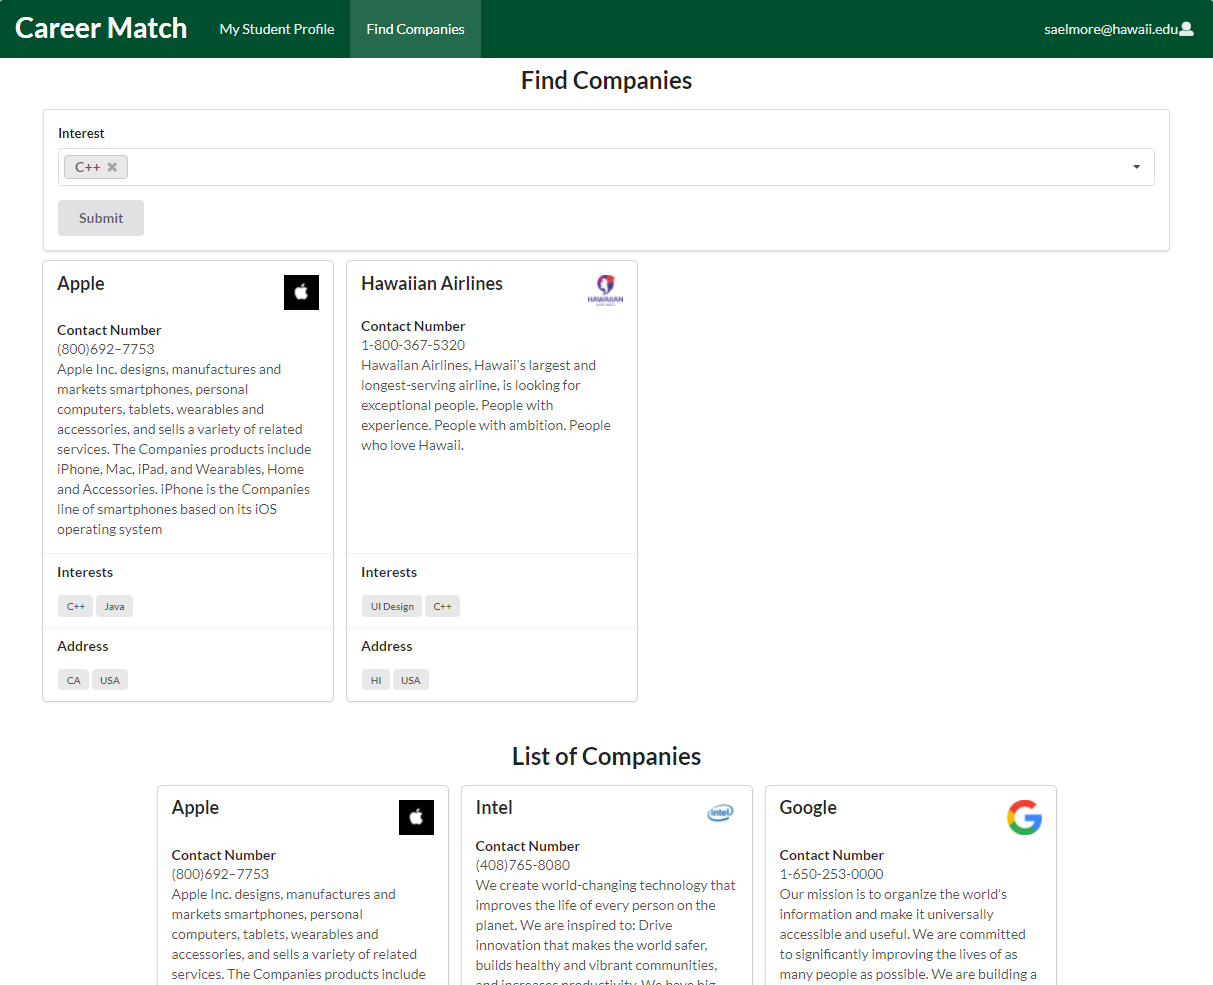 Career Match
My Student Profile
Find Companies
saelmore@hawaii.edu
Find Companies
Interest
C++
Submit
Apple
Contact Number
(800)692–7753
Apple Inc. designs, manufactures and
markets smartphones, personal
computers, tablets, wearables and
accessories, and sells a variety of related
services. The Companies products include
iPhone, Mac, iPad, and Wearables, Home
and Accessories. iPhone is the Companies
line of smartphones based on its iOS
operating system
Interests
C++ Java
Address
CA USA
Hawaiian Airlines
HAWAIIAN
AIRLINES
Contact Number
1-800-367-5320
Hawaiian Airlines, Hawaii's largest and
longest-serving airline, is looking for
exceptional people. People with
experience. People with ambition. People
who love Hawaii.
Interests
UI Design C++
Address
HI USA
List of Companies
Apple
Contact Number
(800)692–7753
Apple Inc. designs, manufactures and
markets smartphones, personal
computers, tablets, wearables and
accessories, and sells a variety of related
services. The Companies products include
Intel
intel
Contact Number
(408)765-8080
We create world-changing technology that
improves the life of every person on the
planet. We are inspired to: Drive
innovation that makes the world safer,
builds healthy and vibrant communities,
and increases productivity. We have big
Google
Contact Number
1-650-253-0000
Our mission is to organize the world's
information and make it universally
accessible and useful. We are committed
to significantly improving the lives of as
many people as possible. We are building a